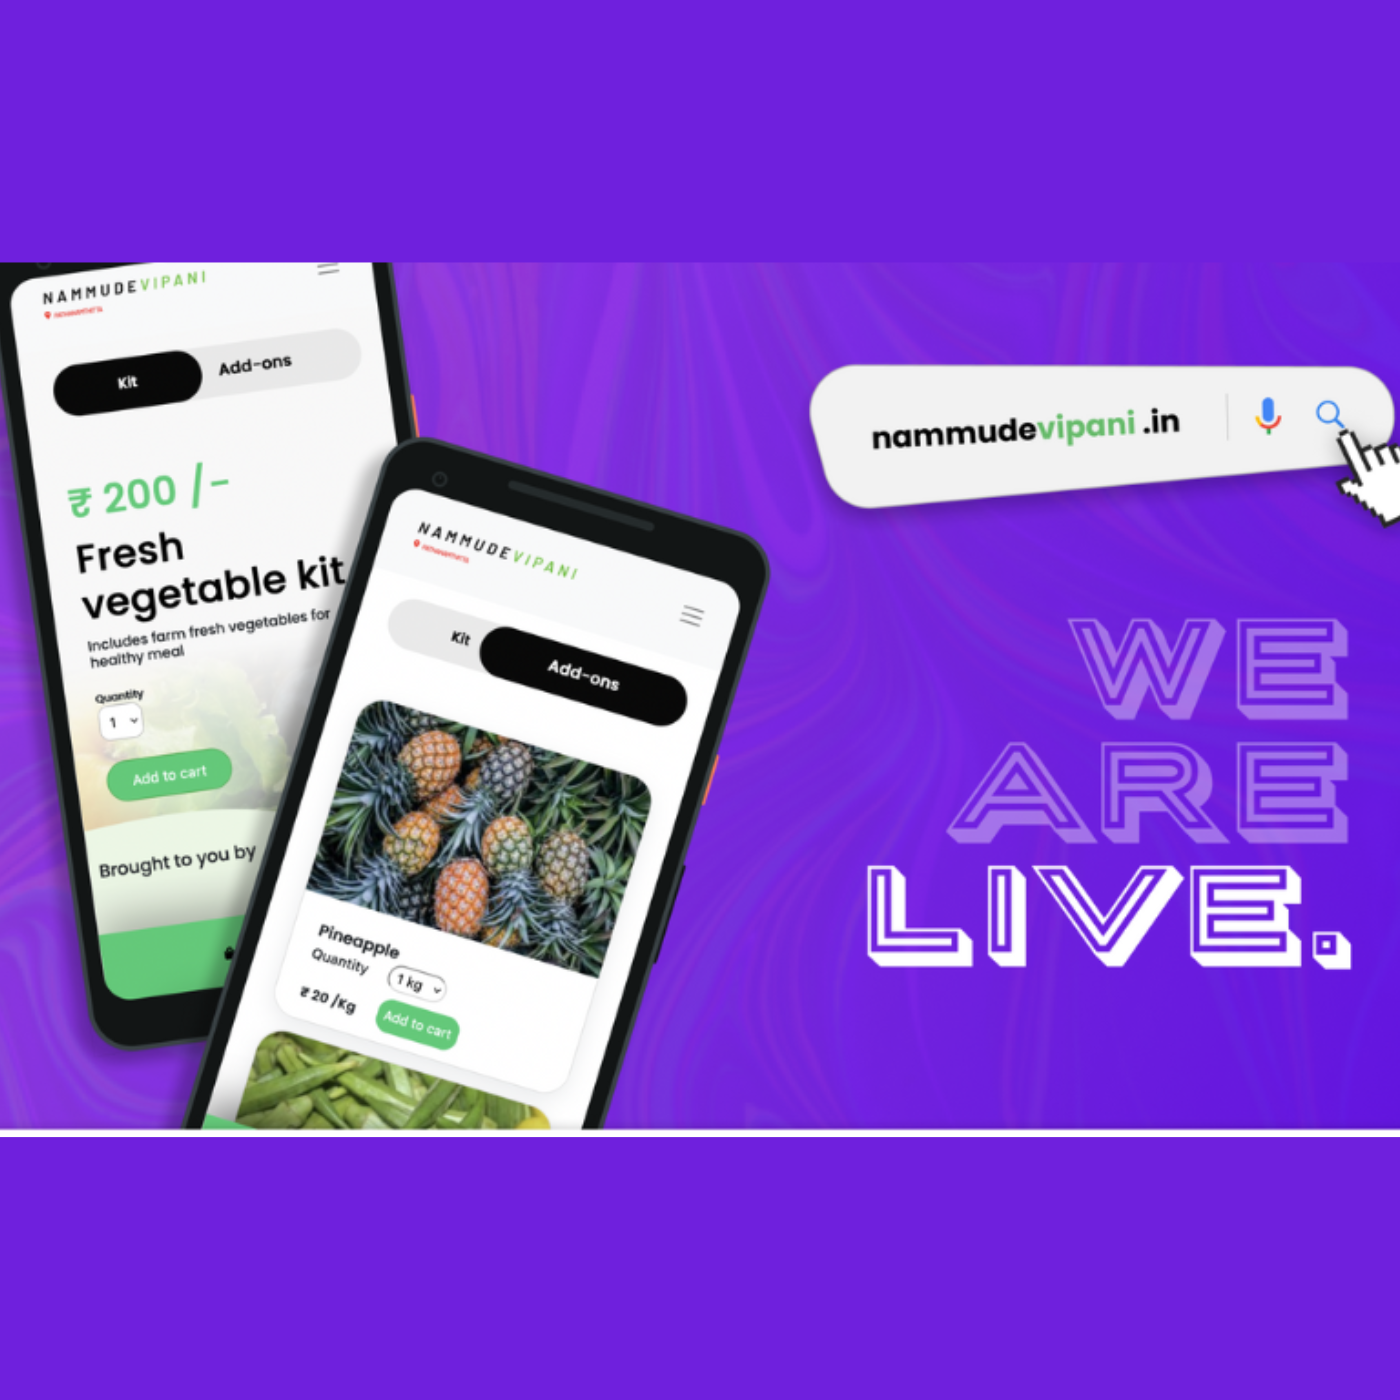 NAMMUDEVIPANI
Kit
Add-ons
₹ 200 /-
Fresh
vegetable kit
Includes farm fresh vegetables for
healthy meal
Quantity
1
Add to cart
Brought to you by
NAMMUDEVIPANI
Kit
Add-ons
Pineapple
Quantity
1 kg
₹ 20 /Kg
Add to cart
nammudevipani .in
WE
ARE
LIVE.